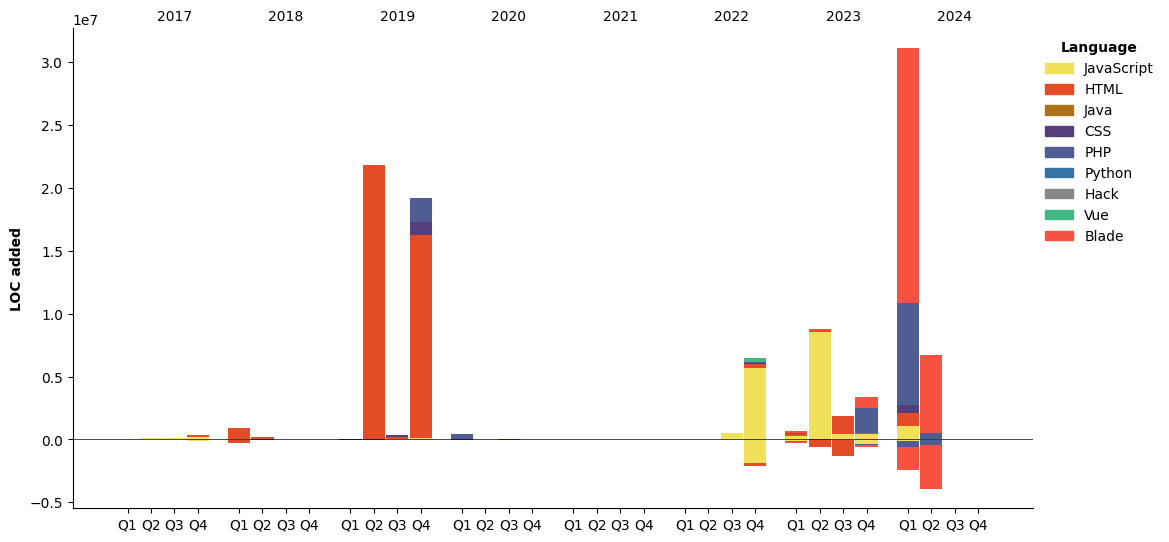 1e7
2017 2018 2019 2020 2021 2022 2023 2024
3.0
2.5
2.0
1.5
1.0
0.5
0.0
−0.5
LOC added
Q1 Q2 Q3 Q4 Q1 Q2 Q3 Q4 Q1 Q2 Q3 Q4 Q1 Q2 Q3 Q4 Q1 Q2 Q3 Q4 Q1 Q2 Q3 Q4 Q1 Q2 Q3 Q4 Q1 Q2 Q3 Q4
Language
JavaScript
HTML
Java
CSS
PHP
Python
Hack
Vue
Blade